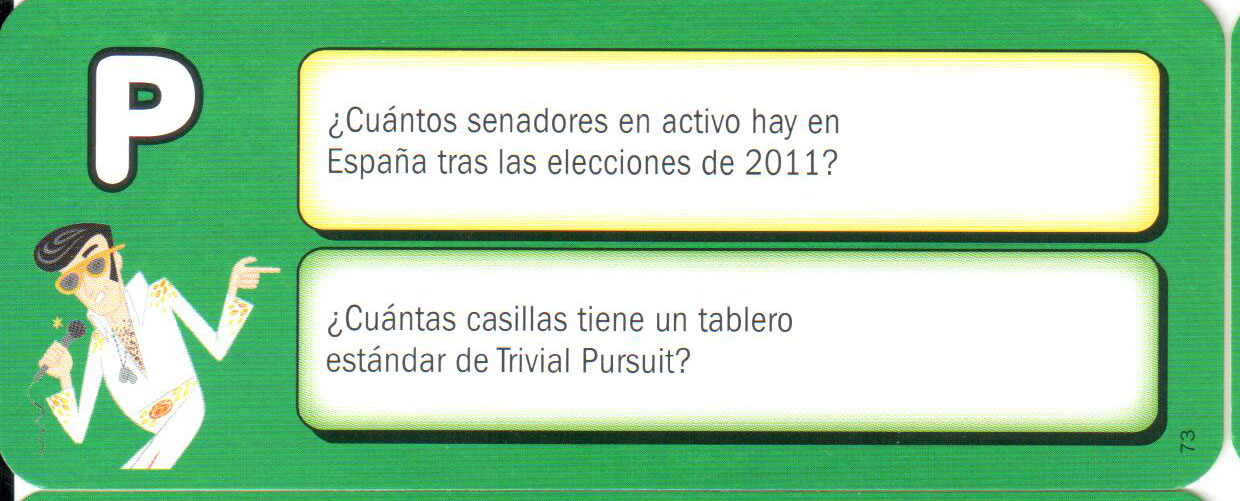 P
¿Cuántos senadores en activo hay en
España tras las elecciones de 2011?
¿Cuántas casillas tiene un tablero
estándar de Trivial Pursuit?
73